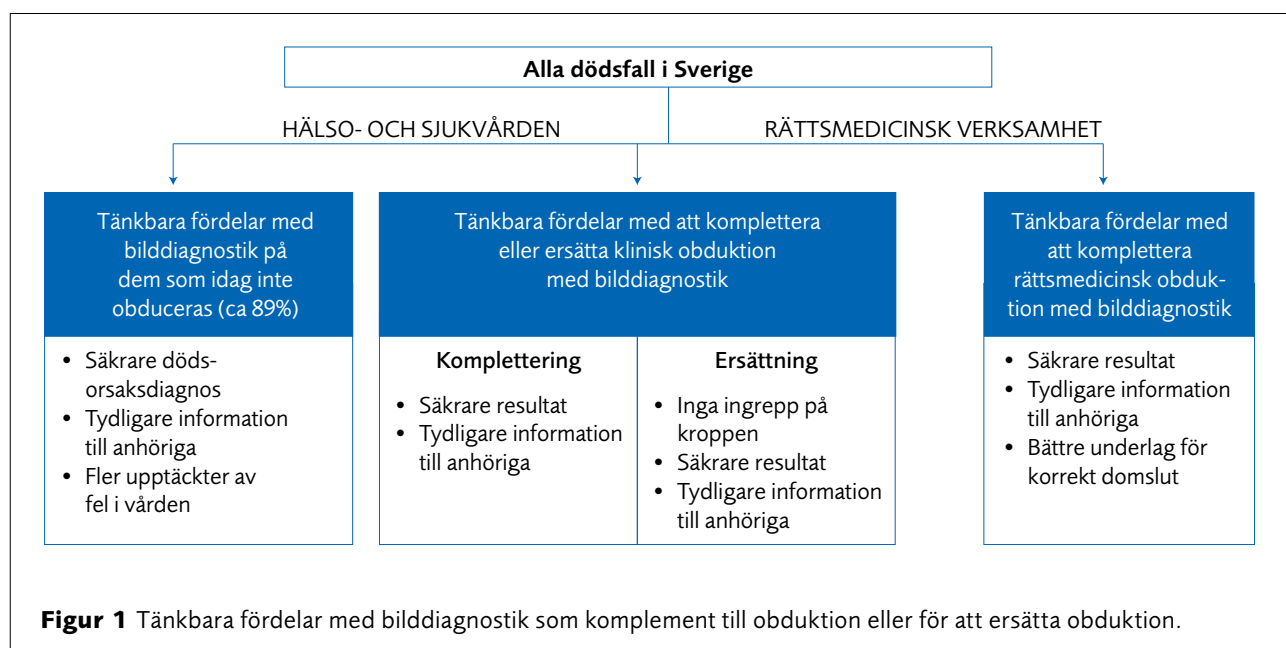 Alla dödsfall i Sverige
HÄLSO- OCH SJUKVÅRDEN
RÄTTSMEDICINSK VERKSAMHET
Tänkbara fördelar med
bilddiagnostik på
dem som idag inte
obduceras (ca 89%)
• Säkrare döds-
orsaksdiagnos
• Tydligare information
till anhöriga
• Fler upptäckter av
fel i vården
Tänkbara fördelar med att komplettera
eller ersätta klinisk obduktion
med bilddiagnostik
Komplettering
• Säkrare resultat
• Tydligare information
till anhöriga
Ersättning
• Inga ingrepp på
kroppen
• Säkrare resultat
• Tydligare information
till anhöriga
Tänkbara fördelar med
att komplettera
rättsmedicinsk obduk-
tion med bilddiagnostik
• Säkrare resultat
• Tydligare information
till anhöriga
• Bättre underlag för
korrekt domslut
Figur 1 Tänkbara fördelar med bilddiagnostik som komplement till obduktion eller för att ersätta obduktion.